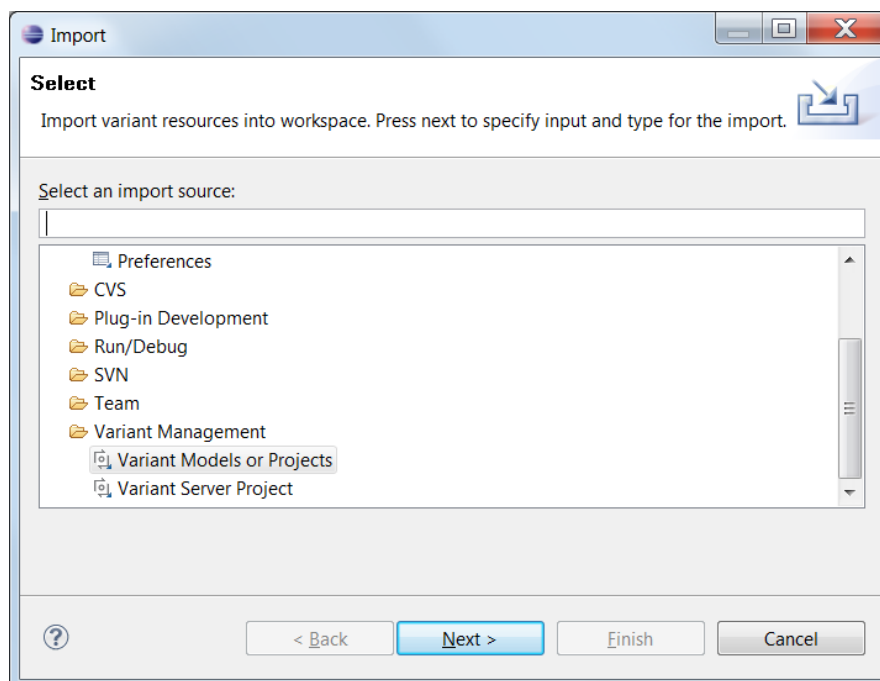 Import
Select
Import variant resources into workspace. Press next to specify input and type for the import.
Select an import source:
Preferences
CVS
Plug-in Development
Run/Debug
SVN
Team
Variant Management
Variant Models or Projects
Variant Server Project
? < Back Next > Finish Cancel